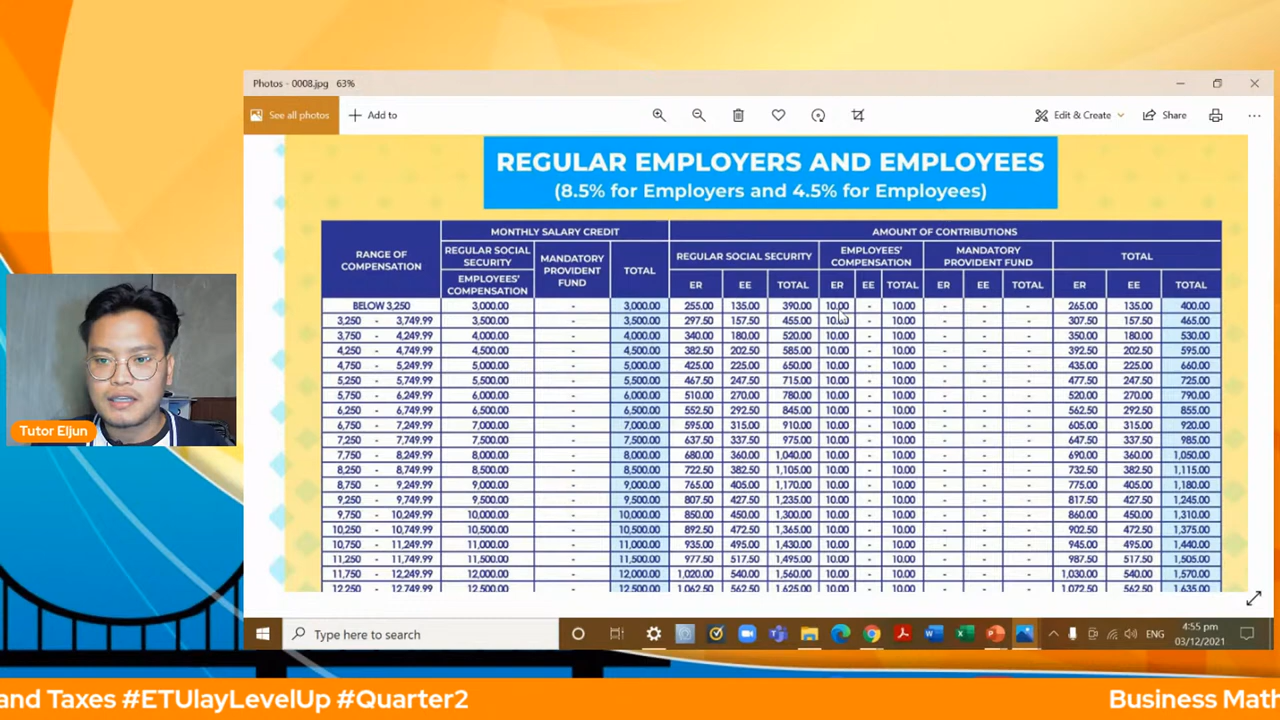 Photos - 0008.jpg 63%
See all photos
Add to
Edit & Create
Share
REGULAR EMPLOYERS AND EMPLOYEES
(8.5% for Employers and 4.5% for Employees)
RANGE OF COMPENSATION
MONTHLY SALARY CREDIT
AMOUNT OF CONTRIBUTIONS
REGULAR SOCIAL SECURITY
EMPLOYEES' COMPENSATION
MANDATORY PROVIDENT FUND
TOTAL
REGULAR SOCIAL SECURITY
EMPLOYEES' COMPENSATION
MANDATORY PROVIDENT FUND
TOTAL
ER EE TOTAL ER EE TOTAL ER EE TOTAL ER EE TOTAL
BELOW 3,250 3,000.00 - 3,000.00 255.00 135.00 390.00 10.00 - 10.00 - - - 265.00 135.00 400.00
3,250 - 3,749.99 3,500.00 - 3,500.00 297.50 157.50 455.00 10.00 - 10.00 - - - 307.50 157.50 465.00
3,750 - 4,249.99 4,000.00 - 4,000.00 340.00 180.00 520.00 10.00 - 10.00 - - - 350.00 180.00 530.00
4,250 - 4,749.99 4,500.00 - 4,500.00 382.50 202.50 585.00 10.00 - 10.00 - - - 392.50 202.50 595.00
4,750 - 5,249.99 5,000.00 - 5,000.00 425.00 225.00 650.00 10.00 - 10.00 - - - 435.00 225.00 660.00
5,250 - 5,749.99 5,500.00 - 5,500.00 467.50 247.50 715.00 10.00 - 10.00 - - - 477.50 247.50 725.00
5,750 - 6,249.99 6,000.00 - 6,000.00 510.00 270.00 780.00 10.00 - 10.00 - - - 520.00 270.00 790.00
6,250 - 6,749.99 6,500.00 - 6,500.00 552.50 292.50 845.00 10.00 - 10.00 - - - 562.50 292.50 855.00
6,750 - 7,249.99 7,000.00 - 7,000.00 595.00 315.00 910.00 10.00 - 10.00 - - - 605.00 315.00 920.00
7,250 - 7,749.99 7,500.00 - 7,500.00 637.50 337.50 975.00 10.00 - 10.00 - - - 647.50 337.50 985.00
7,750 - 8,249.99 8,000.00 - 8,000.00 680.00 360.00 1,040.00 10.00 - 10.00 - - - 690.00 360.00 1,050.00
8,250 - 8,749.99 8,500.00 - 8,500.00 722.50 382.50 1,105.00 10.00 - 10.00 - - - 732.50 382.50 1,115.00
8,750 - 9,249.99 9,000.00 - 9,000.00 765.00 405.00 1,170.00 10.00 - 10.00 - - - 775.00 405.00 1,180.00
9,250 - 9,749.99 9,500.00 - 9,500.00 807.50 427.50 1,235.00 10.00 - 10.00 - - - 817.50 427.50 1,245.00
9,750 - 10,249.99 10,000.00 - 10,000.00 850.00 450.00 1,300.00 10.00 - 10.00 - - - 860.00 450.00 1,310.00
10,250 - 10,749.99 10,500.00 - 10,500.00 892.50 472.50 1,365.00 10.00 - 10.00 - - - 902.50 472.50 1,375.00
10,750 - 11,249.99 11,000.00 - 11,000.00 935.00 495.00 1,430.00 10.00 - 10.00 - - - 945.00 495.00 1,440.00
11,250 - 11,749.99 11,500.00 - 11,500.00 977.50 517.50 1,495.00 10.00 - 10.00 - - - 987.50 517.50 1,505.00
11,750 - 12,249.99 12,000.00 - 12,000.00 1,020.00 540.00 1,560.00 10.00 - 10.00 - - - 1,030.00 540.00 1,570.00
12,250 - 12,749.99 12,500.00 - 12,500.00 1,062.50 562.50 1,625.00 10.00 - 10.00 - - - 1,072.50 562.50 1,635.00
Tutor Eljun
Type here to search
ENG
4:55 pm
03/12/2021
and Taxes #ETUlayLevelUp #Quarter2
Business Math